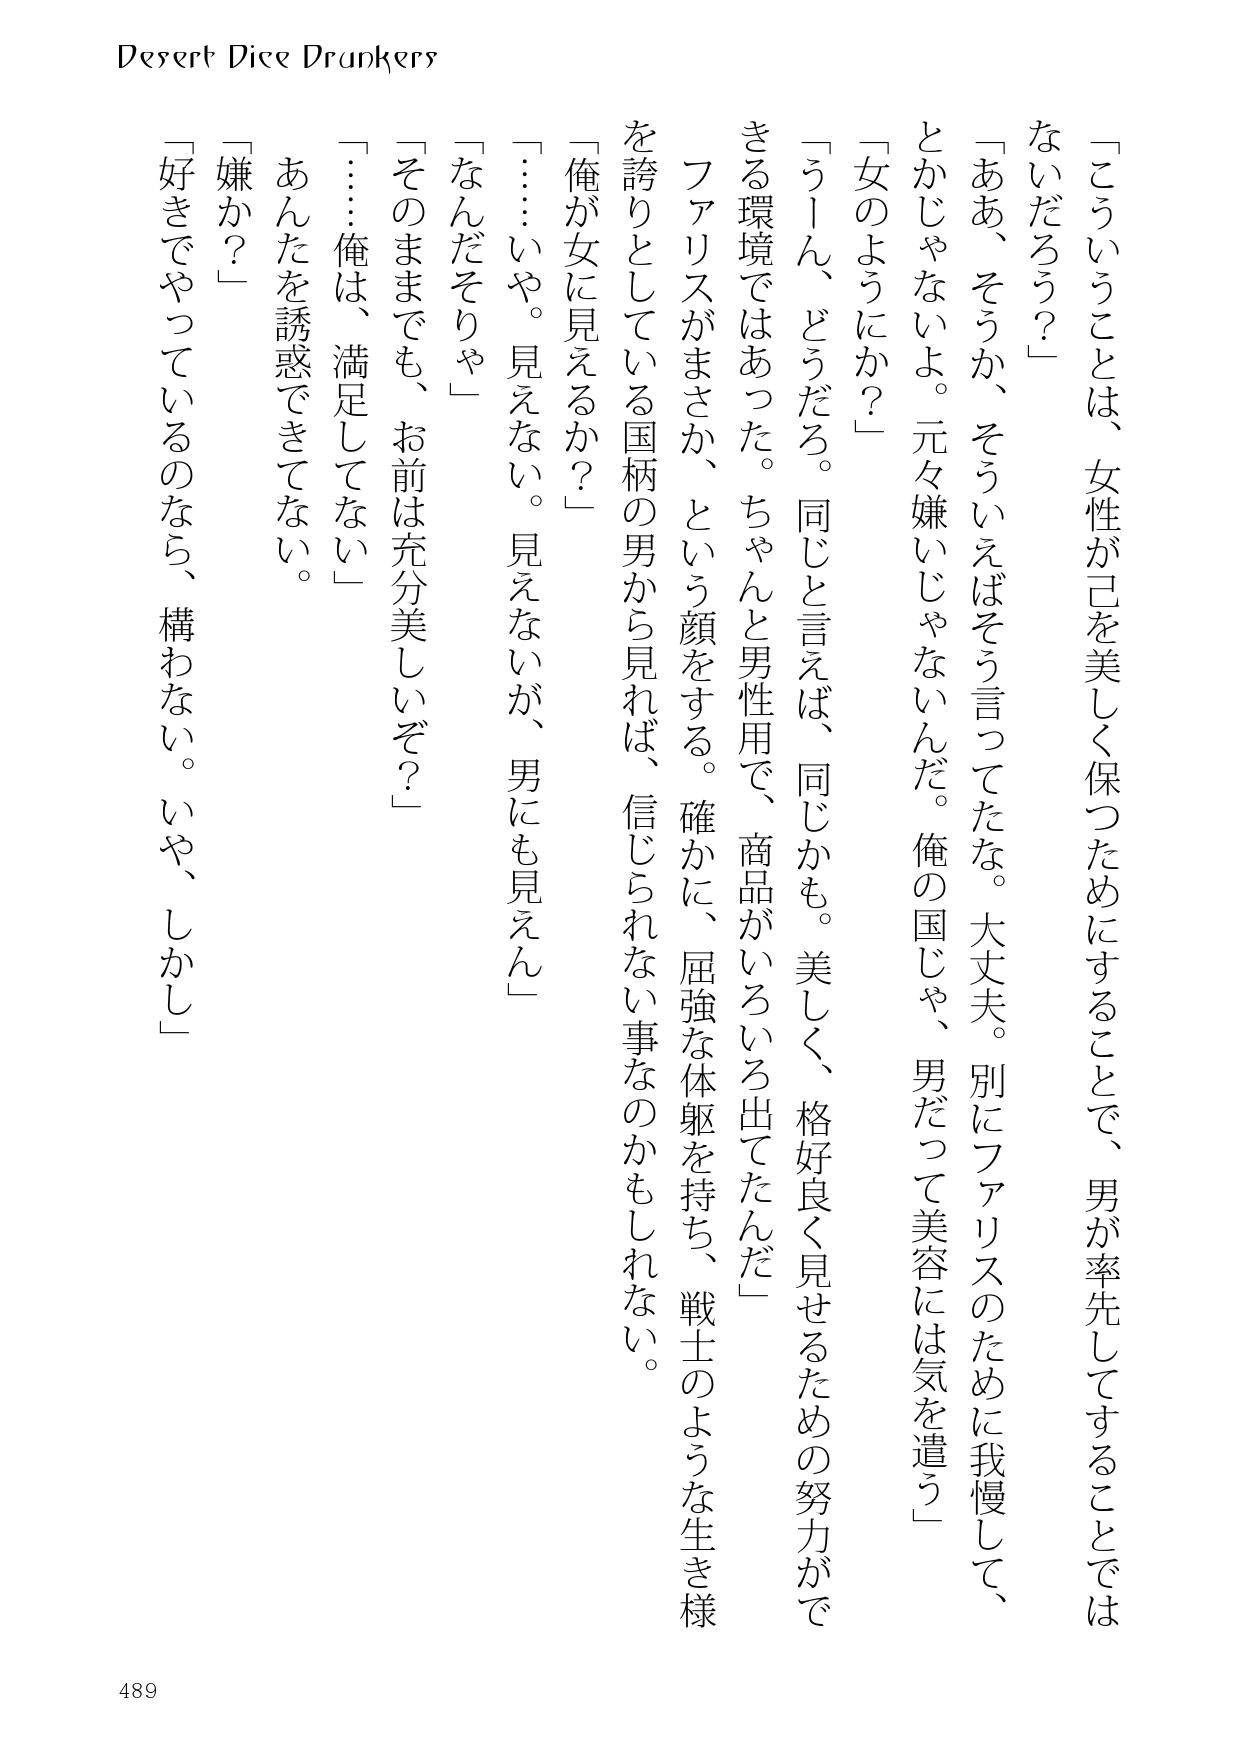 Desert Dice Drunkers
「こういうことは、女性が己を美しく保つためにすることで、男が率先してすることでは
ないだろう？」
「ああ、そうか、そういえばそう言ってたな。大丈夫。別にファリスのために我慢して、
とかじゃないよ。元々嫌いじゃないんだ。俺の国じゃ、男だって美容には気を遣う」
「女のようにか？」
「うーん、どうだろ。同じと言えば、同じかも。美しく、格好良く見せるための努力がで
きる環境ではあった。ちゃんと男性用で、商品がいろいろ出てたんだ」
　ファリスがまさか、という顔をする。確かに、屈強な体躯を持ち、戦士のような生き様
を誇りとしている国柄の男から見れば、信じられない事なのかもしれない。
「俺が女に見えるか？」
「……いや。見えない。見えないが、男にも見えん」
「なんだそりゃ」
「そのままでも、お前は充分美しいぞ？」
「……俺は、満足してない」
　あんたを誘惑できてない。
「嫌か？」
「好きでやっているのなら、構わない。いや、しかし」
489